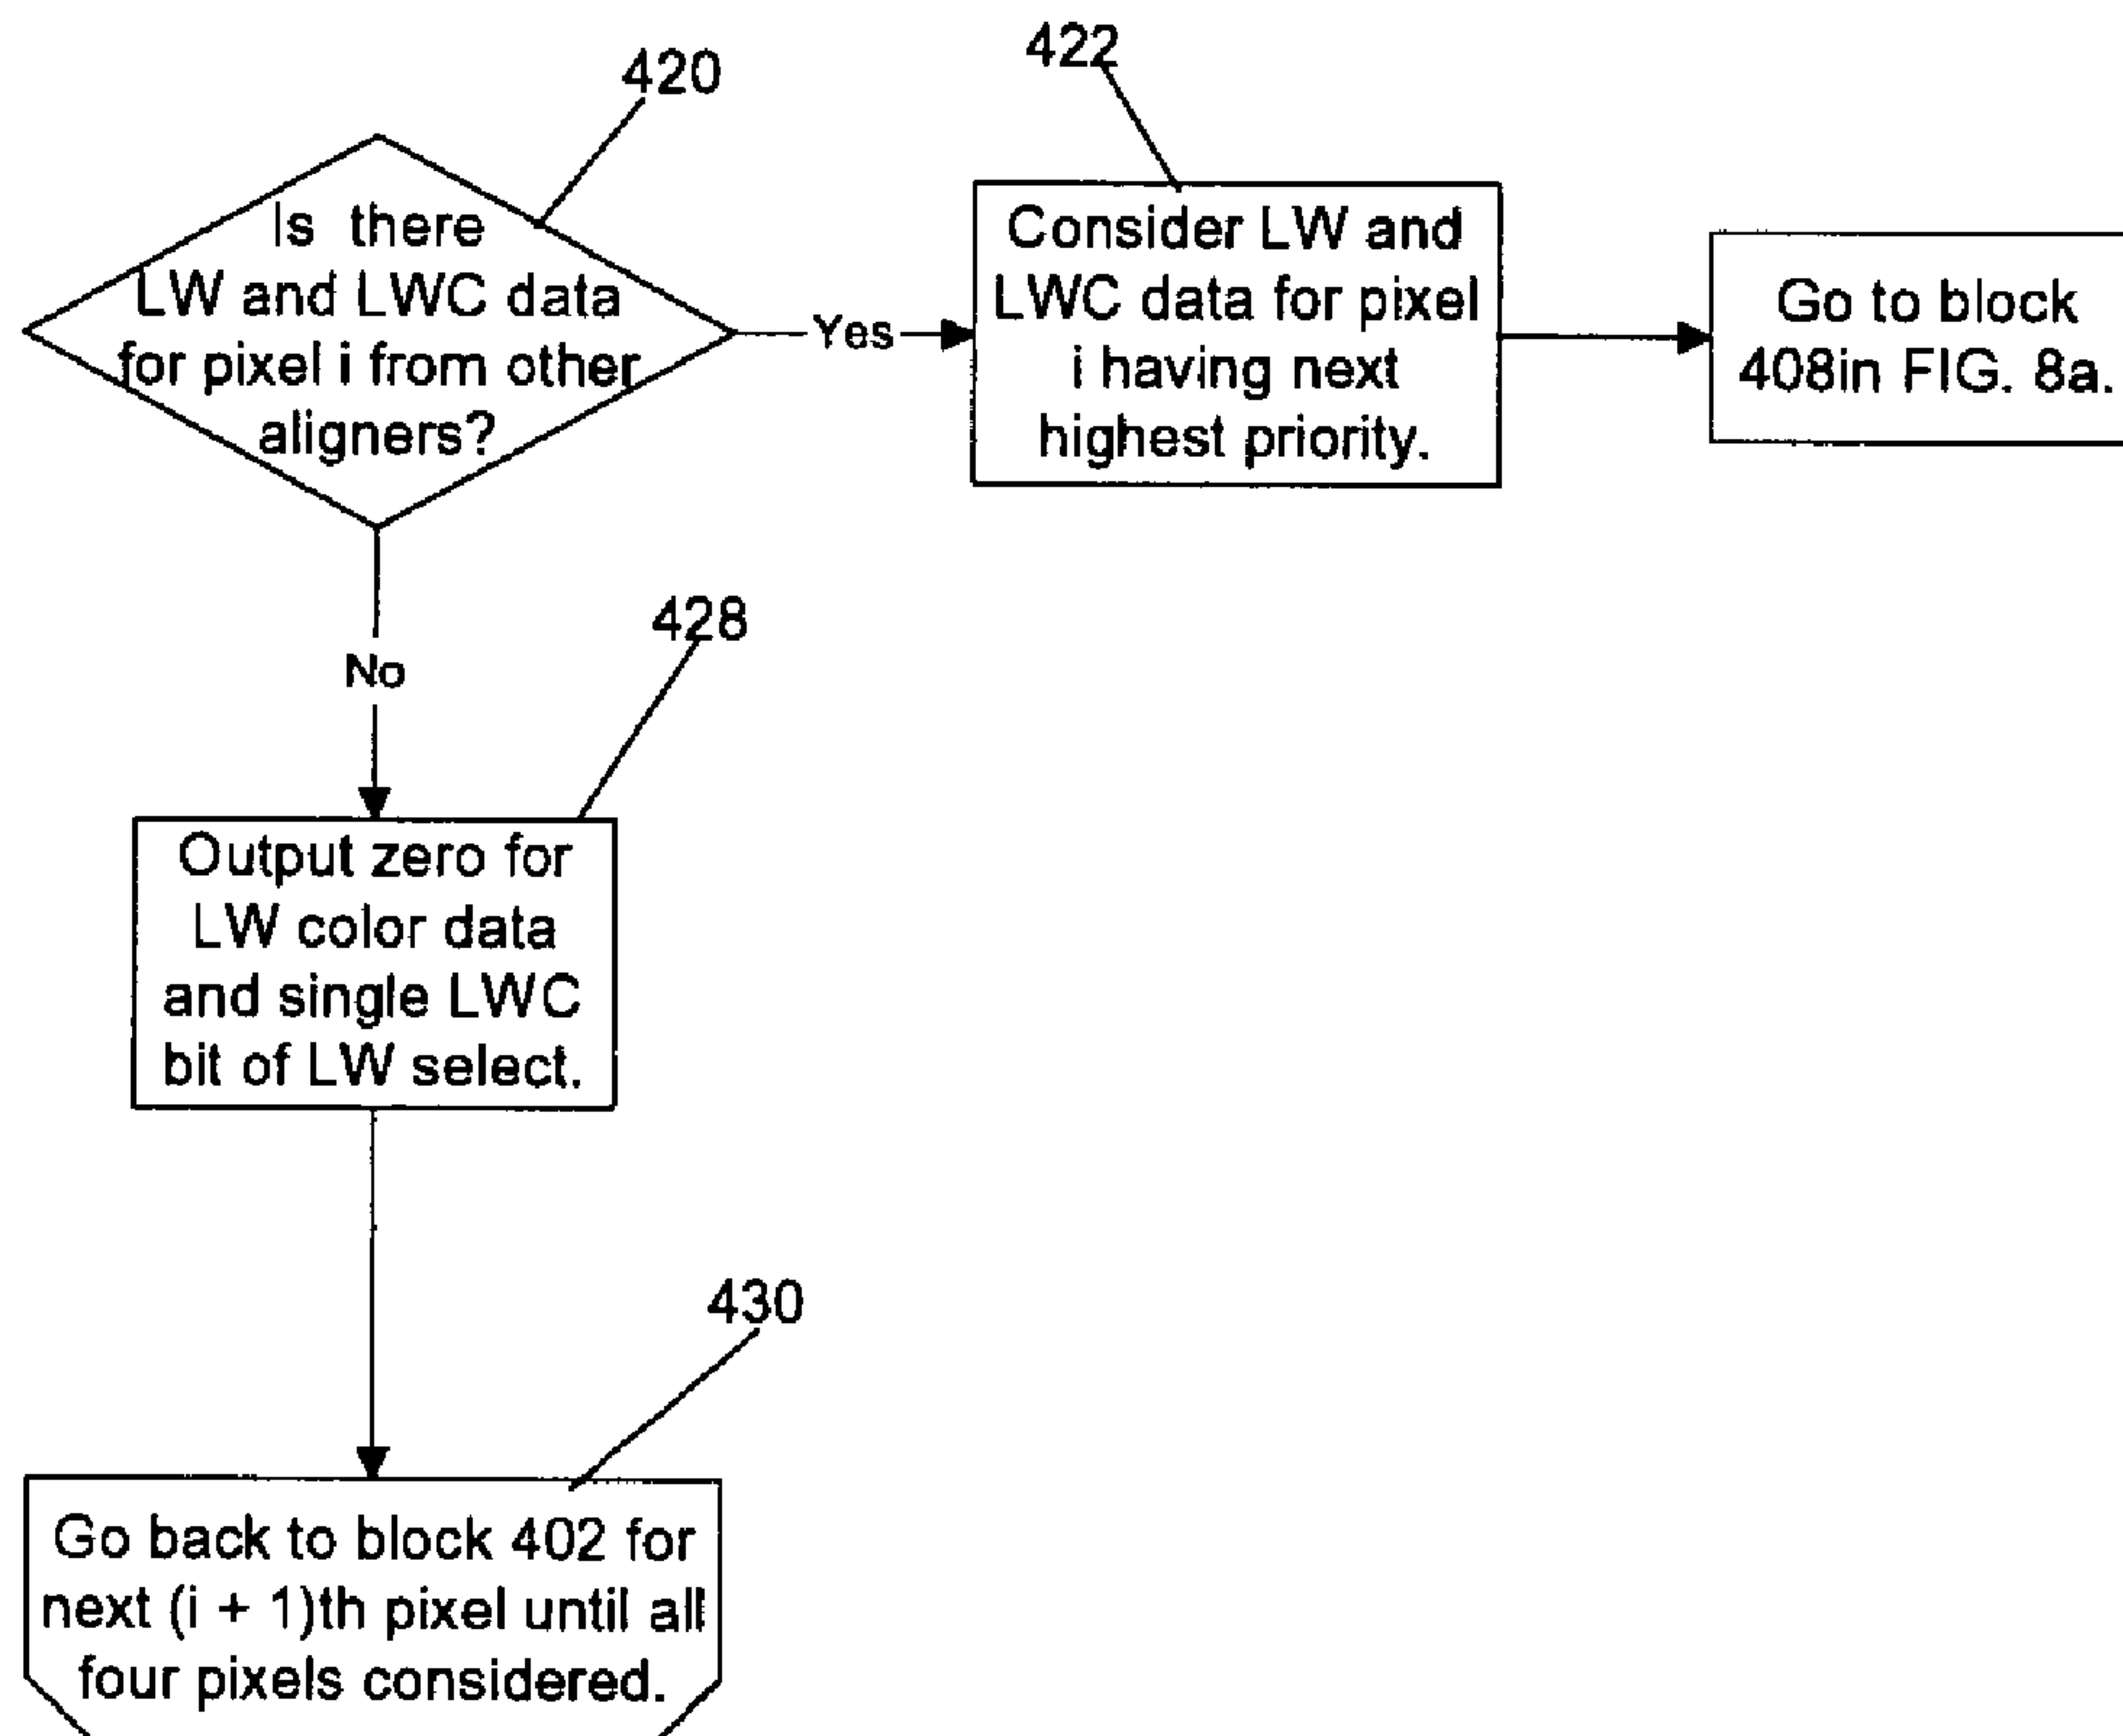 420
Is there
LW and LWC data
for pixel i from other
aligners?
Yes
422
Consider LW and
LWC data for pixel
i having next
highest priority.
Go to block
408in FIG. 8a.
No
428
Output zero for
LW color data
and single LWC
bit of LW select.
430
Go back to block 402 for
next (i + 1)th pixel until all
four pixels considered.